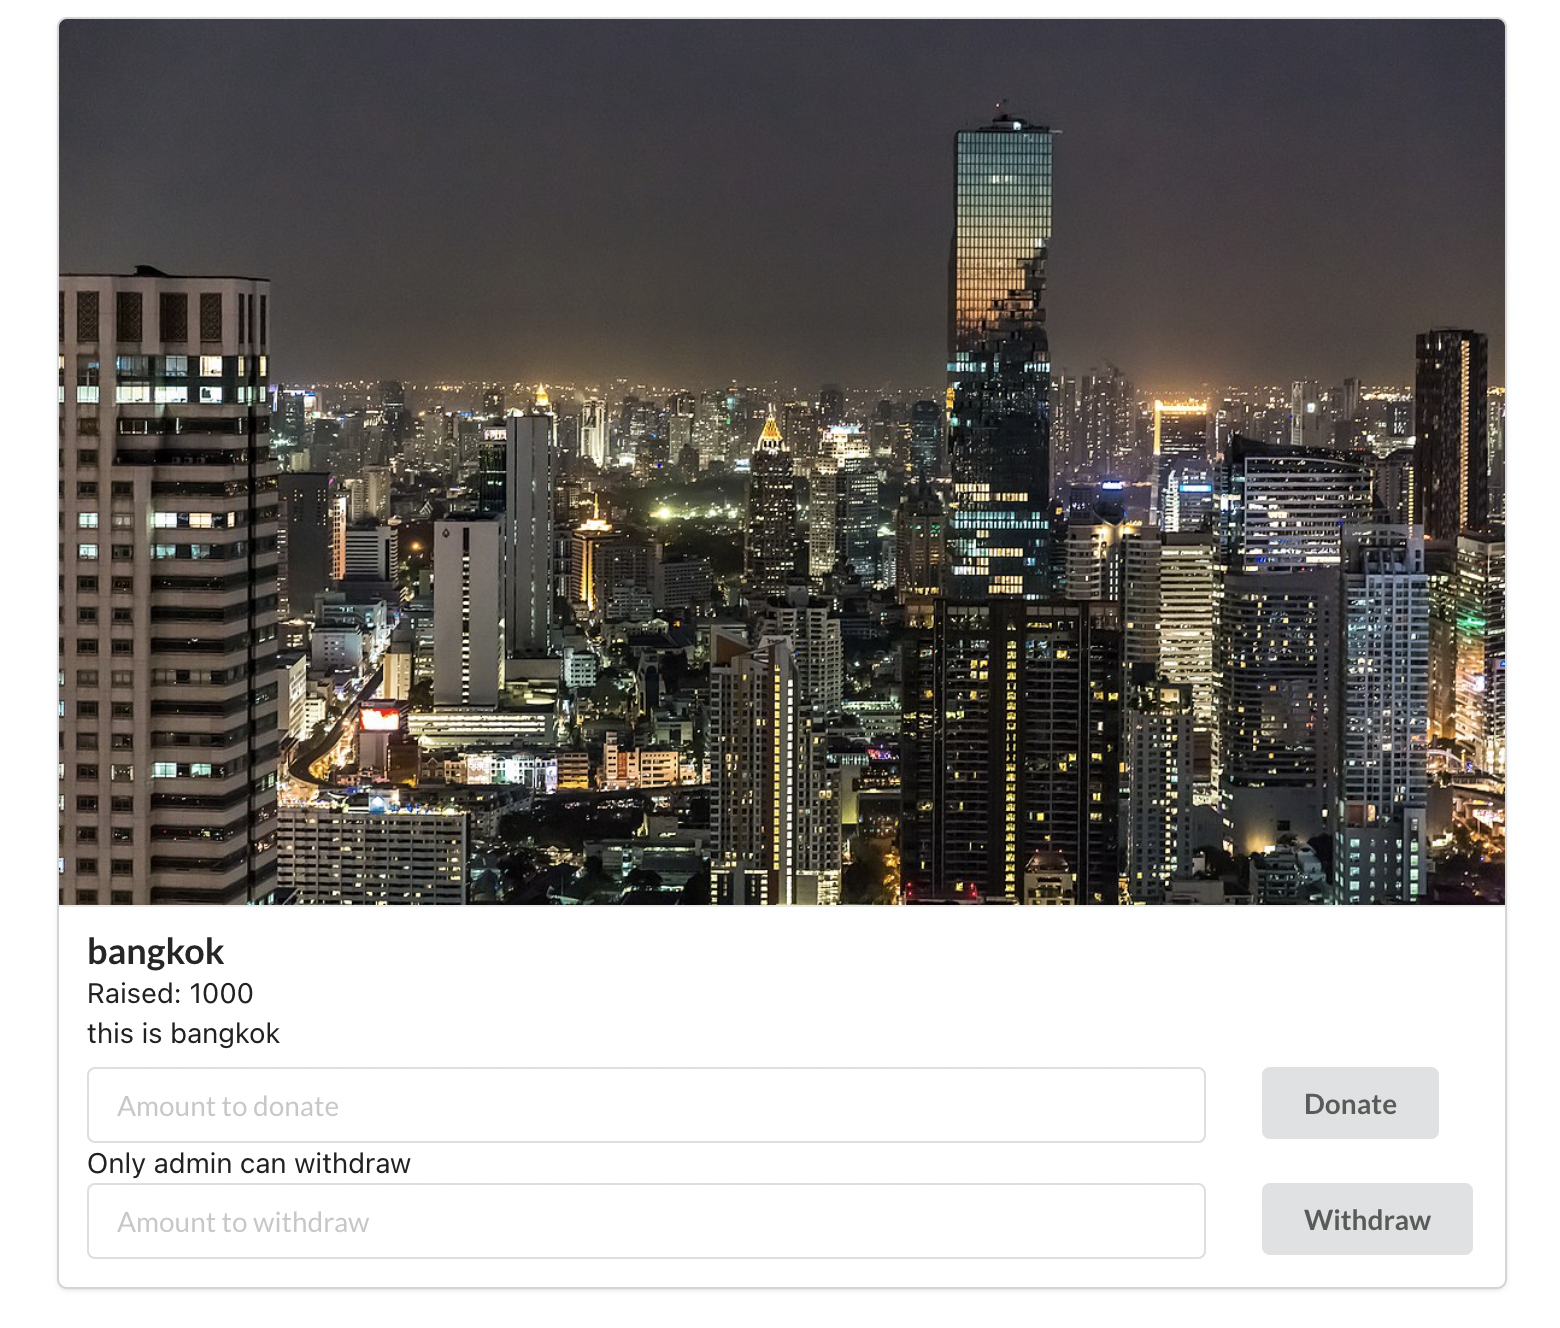 bangkok
Raised: 1000
this is bangkok
Amount to donate
Donate
Only admin can withdraw
Amount to withdraw
Withdraw